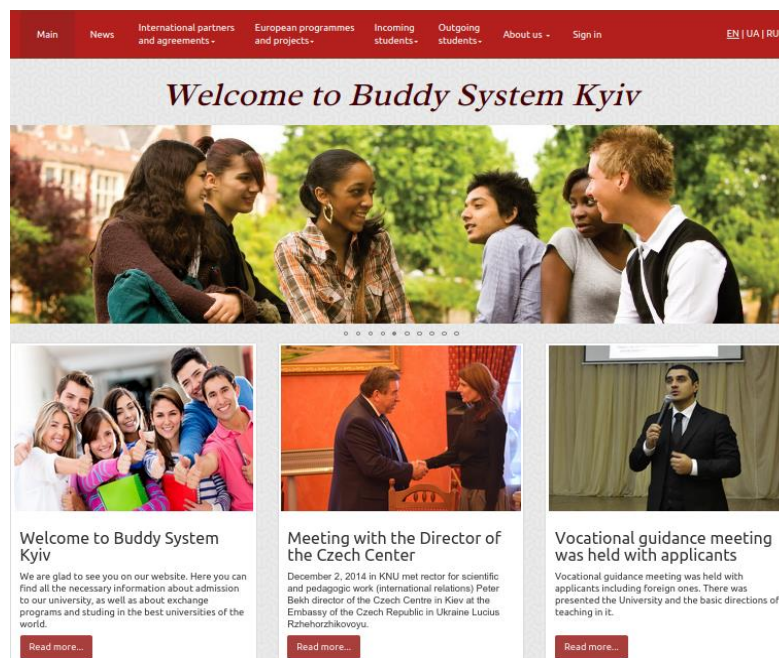 Main
News
International partners
and agreements
European programmes
and projects
Incoming
students
Outgoing
students
About us
Sign in
EN | UA | RU
Welcome to Buddy System Kyiv
Welcome to Buddy System
Kyiv
We are glad to see you on our website. Here you can
find all the necessary information about admission
to our university, as well as about exchange
programs and studing in the best universities of the
world.
Read more...
Meeting with the Director of
the Czech Center
December 2, 2014 in KNU met rector for scientific
and pedagogic work (international relations) Peter
Bekh director of the Czech Centre in Kiev at the
Embassy of the Czech Republic in Ukraine Lucius
Rzhehorzhikovoyu.
Read more...
Vocational guidance meeting
was held with applicants
Vocational guidance meeting was held with
applicants including foreign ones. There was
presented the University and the basic directions of
teaching in it.
Read more...